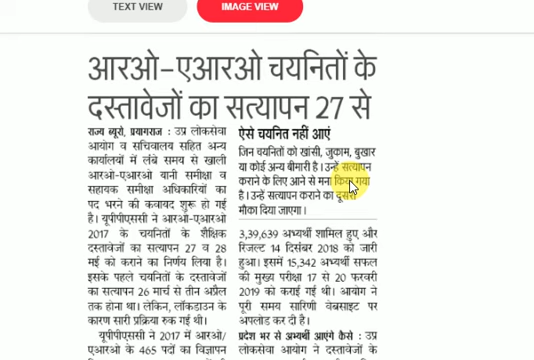 TEXT VIEW
IMAGE VIEW
आरओ-एआरओ चयनितों के
दस्तावेजों का सत्यापन 27 से
राज्य ब्यूरो, प्रयागराज : उप्र लोकसेवा
आयोग व सचिवालय सहित अन्य
कार्यालयों में लंबे समय से खाली
आरओ-एआरओ यानी समीक्षा व
सहायक समीक्षा अधिकारियों का
पद भरने की कवायद शुरू हो गई
है। यूपीपीएससी ने आरओ-एआरओ
2017 के चयनितों के शैक्षिक
दस्तावेजों का सत्यापन 27 व 28
मई को कराने का निर्णय लिया है।
इसके पहले चयनितों के दस्तावेजों
का सत्यापन 26 मार्च से तीन अप्रैल
तक होना था। लेकिन, लॉकडाउन के
कारण सारी प्रक्रिया रुक गई थी।
यूपीपीएससी ने 2017 में आरओ/
एआरओ के 465 पदों का विज्ञापन
ऐसे चयनित नहीं आएं
जिन चयनितों को खांसी, जुकाम, बुखार
या कोई अन्य बीमारी है। उन्हें सत्यापन
कराने के लिए आने से मना किया गया
है। उन्हें सत्यापन कराने का दूसरा
मौका दिया जाएगा।
3,39,639 अभ्यर्थी शामिल हुए और
रिजल्ट 14 दिसंबर 2018 को जारी
हुआ। इसमें 15,342 अभ्यर्थी सफल
की मुख्य परीक्षा 17 से 20 फरवरी
2019 को कराई गई थी। आयोग ने
पूरी समय सारिणी वेबसाइट पर
अपलोड कर दी है।
प्रदेश भर से अभ्यर्थी आएंगे कैसे : उप्र
लोकसेवा आयोग ने दस्तावेजों के